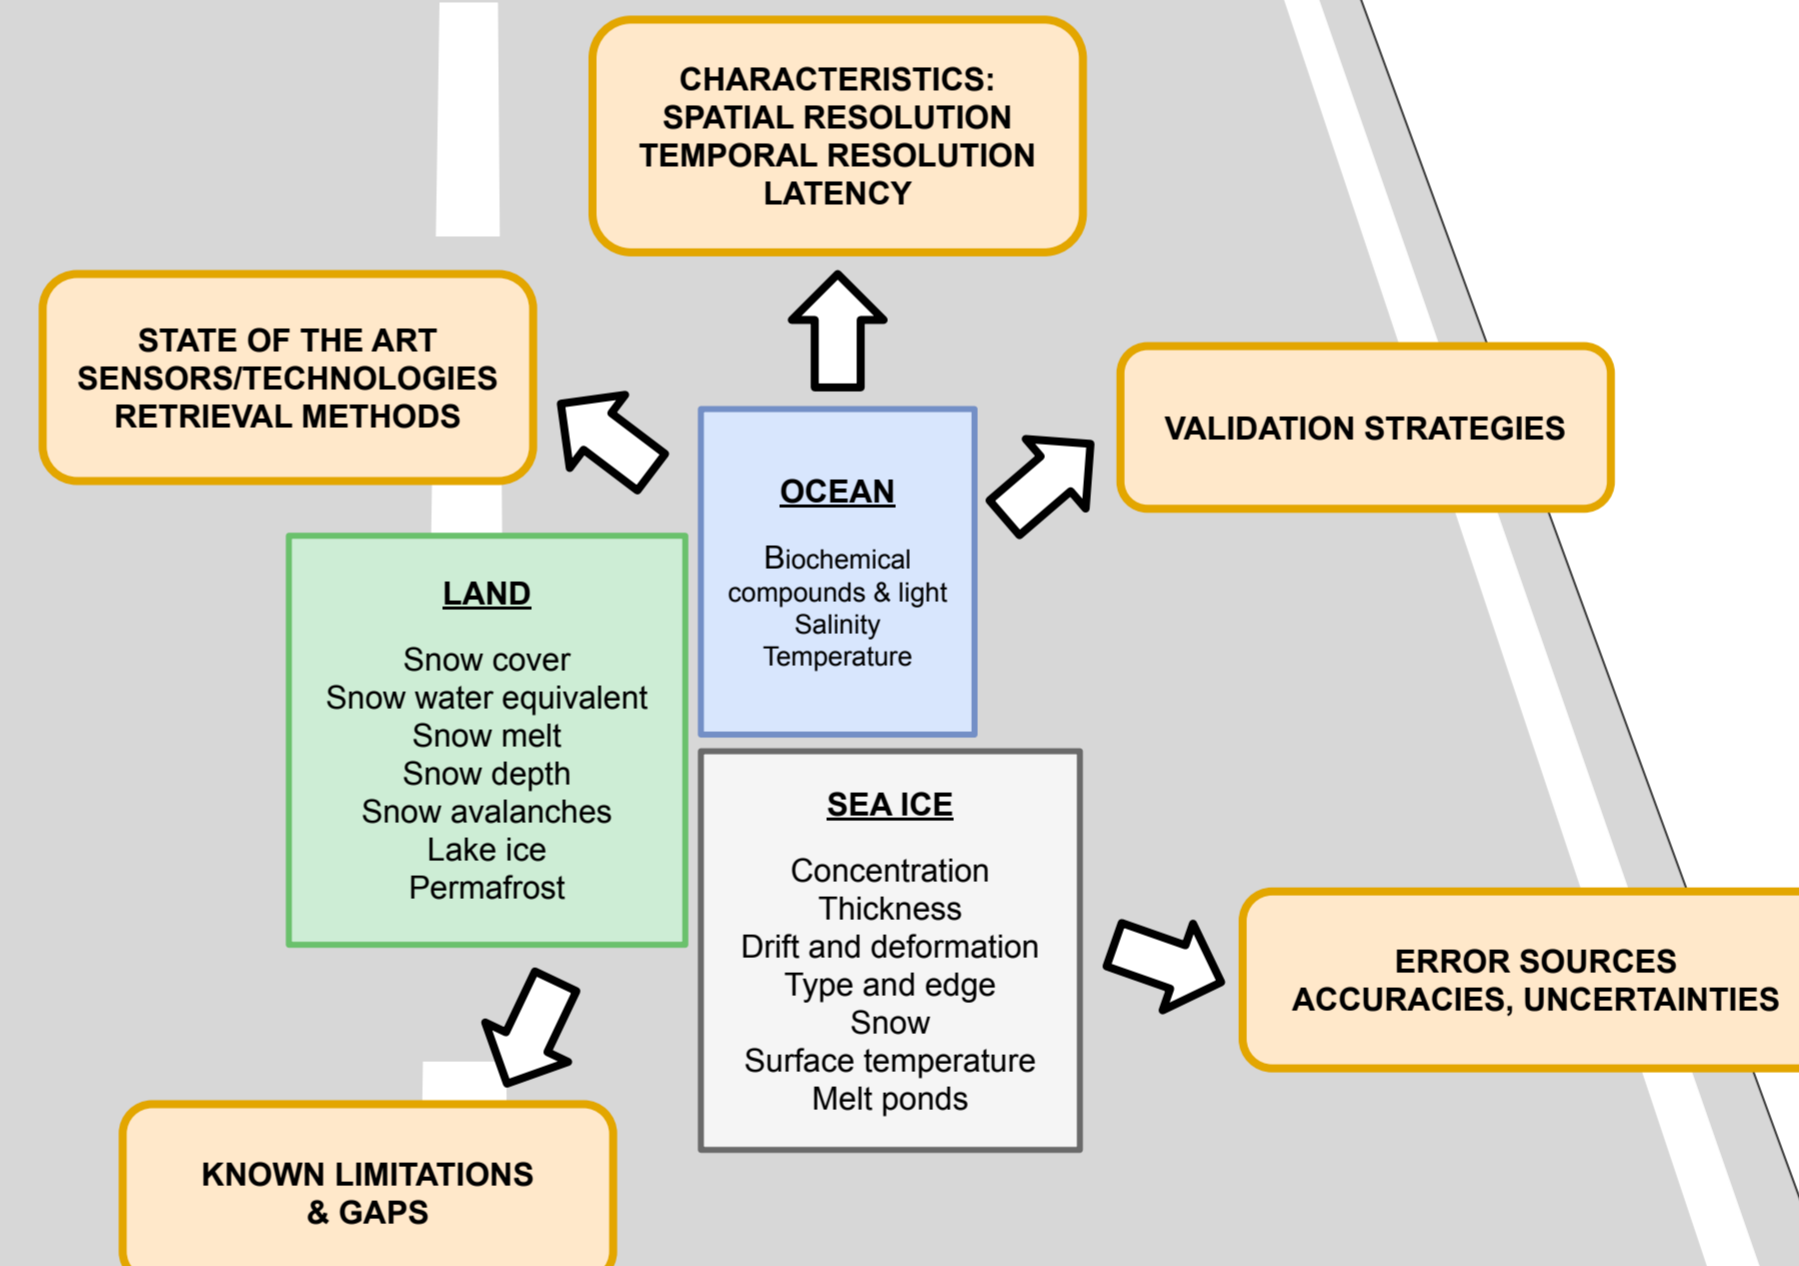 CHARACTERISTICS:
SPATIAL RESOLUTION
TEMPORAL RESOLUTION
LATENCY
STATE OF THE ART
SENSORS/TECHNOLOGIES
RETRIEVAL METHODS
VALIDATION STRATEGIES
OCEAN
Biochemical
compounds & light
Salinity
Temperature
LAND
Snow cover
Snow water equivalent
Snow melt
Snow depth
Snow avalanches
Lake ice
Permafrost
SEA ICE
Concentration
Thickness
Drift and deformation
Type and edge
Snow
Surface temperature
Melt ponds
ERROR SOURCES
ACCURACIES, UNCERTAINTIES
KNOWN LIMITATIONS
& GAPS